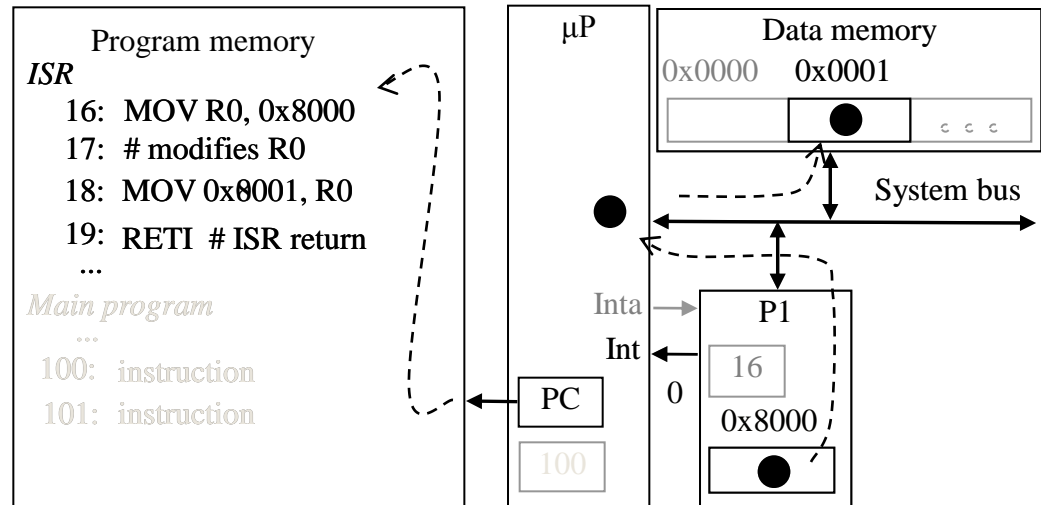 Program memory
ISR
16: MOV R0, 0x8000
17: # modifies R0
18: MOV 0x8001, R0
19: RETI # ISR return
...
Main program
...
100: instruction
101: instruction
μP
Inta
Int
PC
100
Data memory
0x0000 0x0001
System bus
P1
16
0
0x8000